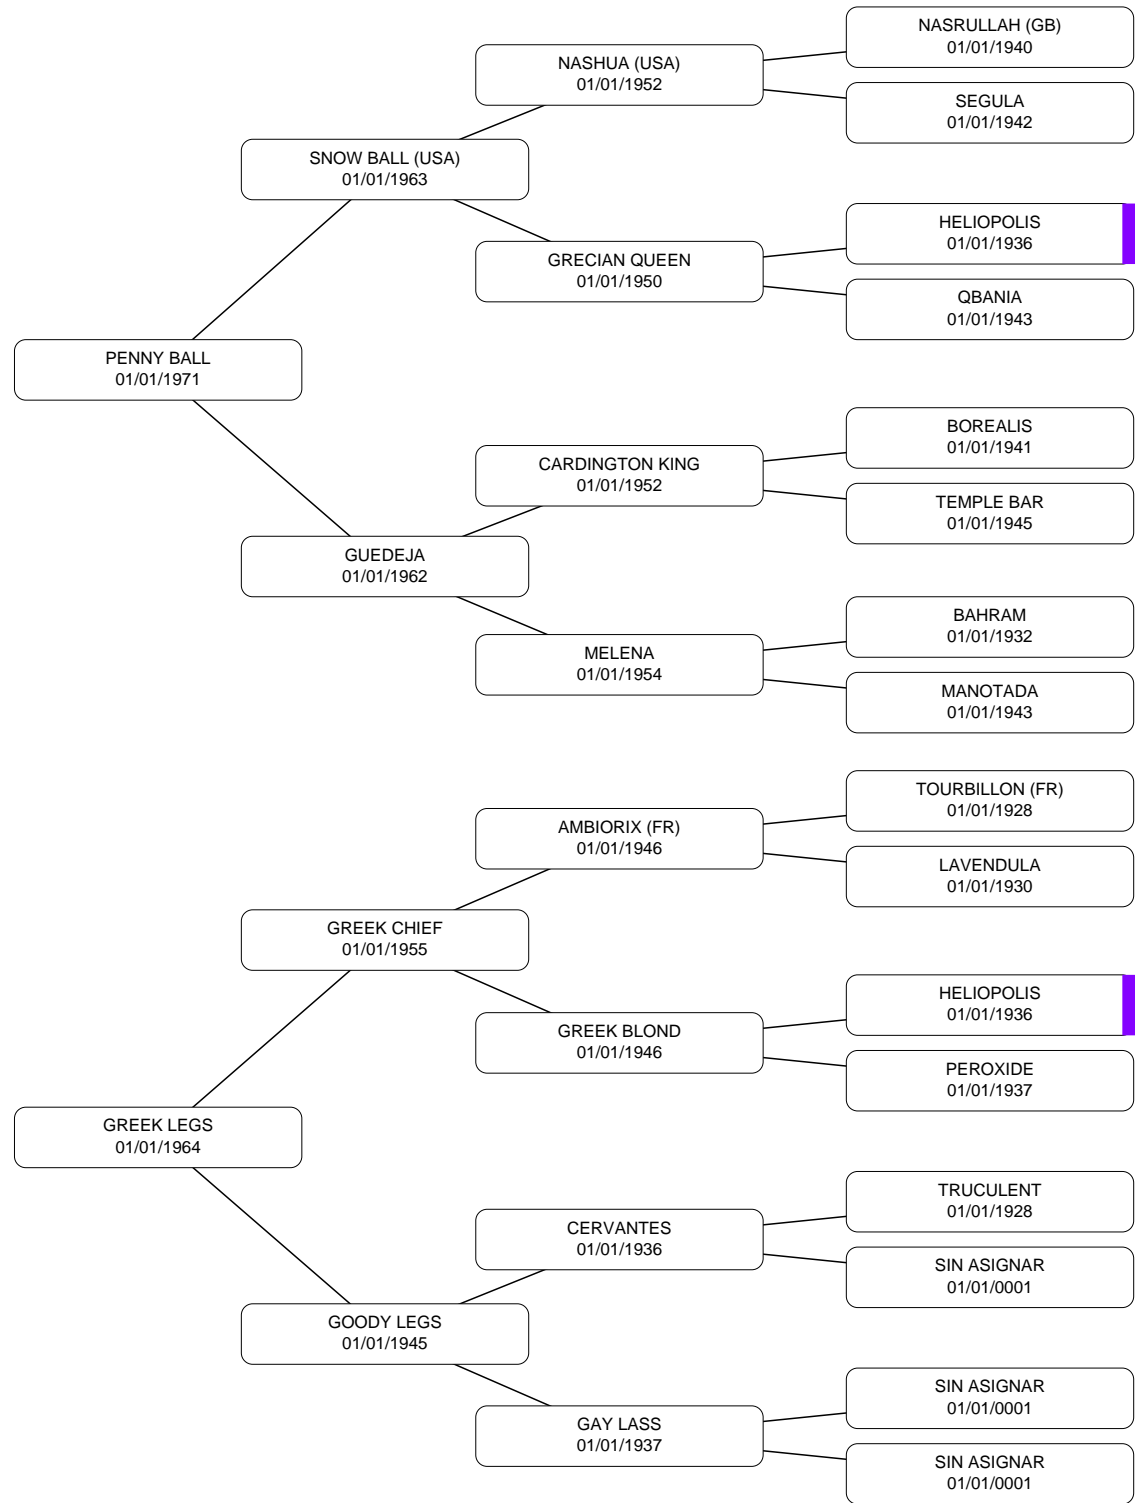 NASRULLAH (GB)
01/01/1940
NASHUA (USA)
01/01/1952
SEGULA
01/01/1942
SNOW BALL (USA)
01/01/1963
HELIOPOLIS
01/01/1936
GRECIAN QUEEN
01/01/1950
QBANIA
01/01/1943
PENNY BALL
01/01/1971
BOREALIS
01/01/1941
CARDINGTON KING
01/01/1952
TEMPLE BAR
01/01/1945
GUEDEJA
01/01/1962
BAHRAM
01/01/1932
MELENA
01/01/1954
MANOTADA
01/01/1943
TOURBILLON (FR)
01/01/1928
AMBIORIX (FR)
01/01/1946
LAVENDULA
01/01/1930
GREEK CHIEF
01/01/1955
HELIOPOLIS
01/01/1936
GREEK BLOND
01/01/1946
PEROXIDE
01/01/1937
GREEK LEGS
01/01/1964
TRUCULENT
01/01/1928
CERVANTES
01/01/1936
SIN ASIGNAR
01/01/0001
GOODY LEGS
01/01/1945
SIN ASIGNAR
01/01/0001
GAY LASS
01/01/1937
SIN ASIGNAR
01/01/0001